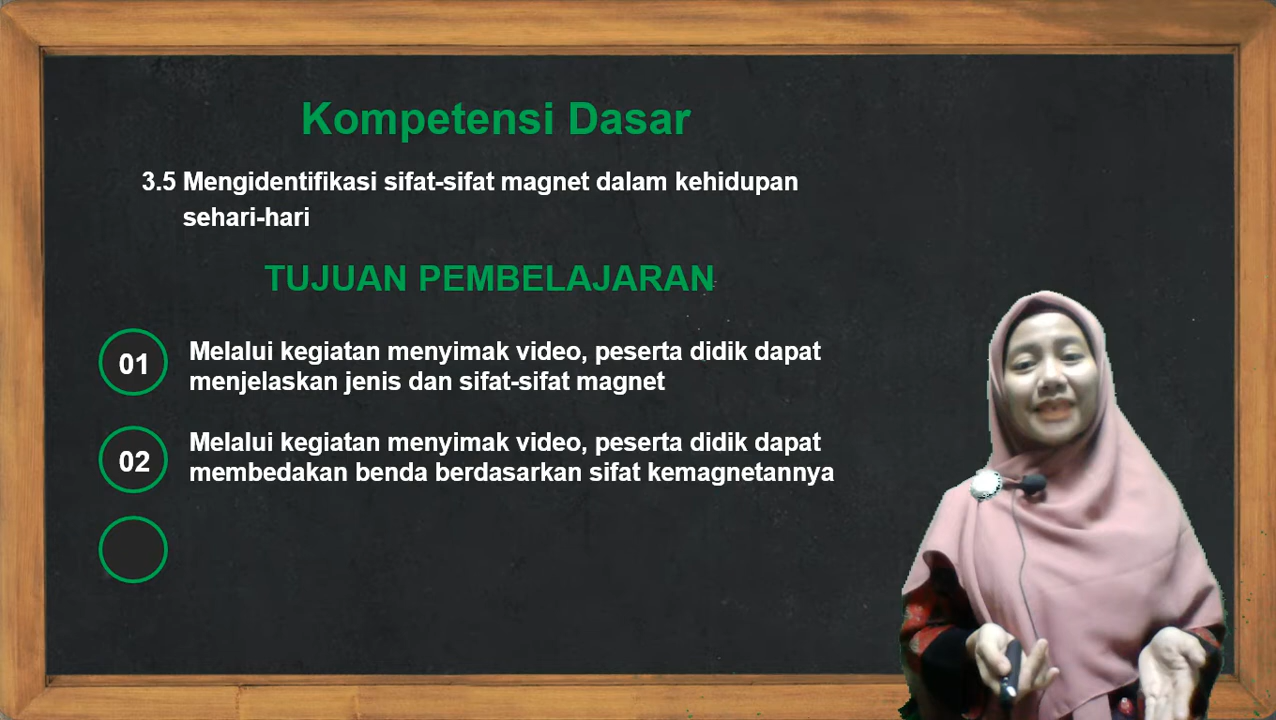 Kompetensi Dasar
3.5 Mengidentifikasi sifat-sifat magnet dalam kehidupan
sehari-hari
TUJUAN PEMBELAJARAN
01 Melalui kegiatan menyimak video, peserta didik dapat
menjelaskan jenis dan sifat-sifat magnet
02 Melalui kegiatan menyimak video, peserta didik dapat
membedakan benda berdasarkan sifat kemagnetannya